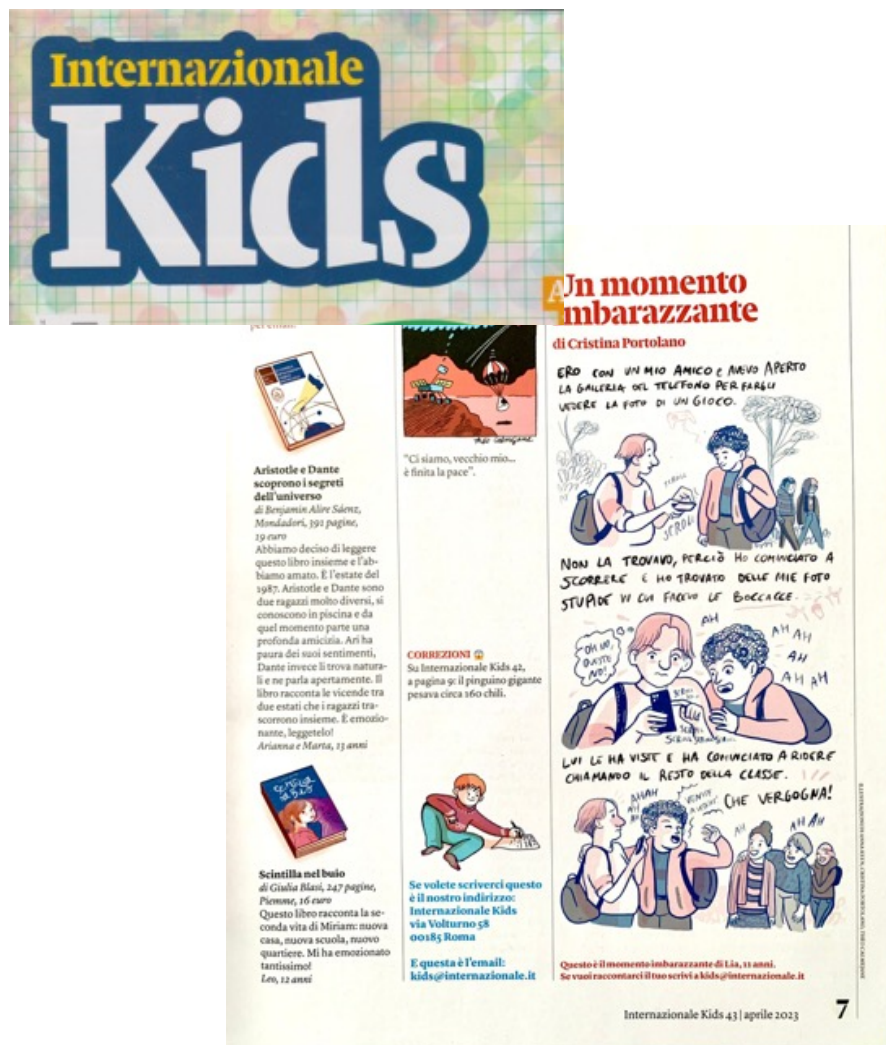 Internazionale
Kids
A
Aristotle e Dante
scoprono i segreti
dell'universo
di Benjamin Alire Sáenz,
Mondadori, 391 pagine,
19 euro
Abbiamo deciso di leggere
questo libro insieme e l'ab-
biamo amato. È l'estate del
1987. Aristotle e Dante sono
due ragazzi molto diversi, si
conoscono in piscina e da
quel momento parte una
profonda amicizia. Ari ha
paura dei suoi sentimenti,
Dante invece li trova natura-
li e ne parla apertamente. Il
libro racconta le vicende tra
due estati che i ragazzi tra-
scorrono insieme. È emozio-
nante, leggetelo!
Arianna e Marta, 13 anni
Scintilla nel buio
di Giulia Blasi, 247 pagine,
Piemme, 16 euro
Questo libro racconta la se-
conda vita di Miriam: nuova
casa, nuova scuola, nuovo
quartiere. Mi ha emozionato
tantissimo!
Leo, 12 anni
"Ci siamo, vecchio mio...
è finita la pace".
CORREZIONI
Su Internazionale Kids 42,
a pagina 9: il pinguino gigante
pesava circa 160 chili.
Se volete scriverci questo
è il nostro indirizzo:
Internazionale Kids
via Volturno 58
00185 Roma
E questa è l'email:
kids@internazionale.it
Un momento
imbarazzante
di Cristina Portolano
ERO CON UN MIO AMICO E AVEVO APERTO
LA GALLERIA DEL TELEFONO PER FARGLI
VEDERE LA FOTO DI UN GIOCO.
SCROLL
NON LA TROVAVO, PERCIÒ HO COMINCIATO A
SCORRERE E HO TROVATO DELLE MIE FOTO
STUPIDE IN CUI FACEVO LE BOCCACCE.
OH NO,
QUESTO
NO!
AH
AH AH
AH
AH AH
LUI LE HA VISTE E HA COMINCIATO A RIDERE
CHIAMANDO IL RESTO DELLA CLASSE.
AHAH
AH
CHE VERGOGNA!
AH
AHAH
Questo è il momento imbarazzante di Lia, 11 anni.
Se vuoi raccontarci il tuo scrivi a kids@internazionale.it
Internazionale Kids 43 | aprile 2023
7